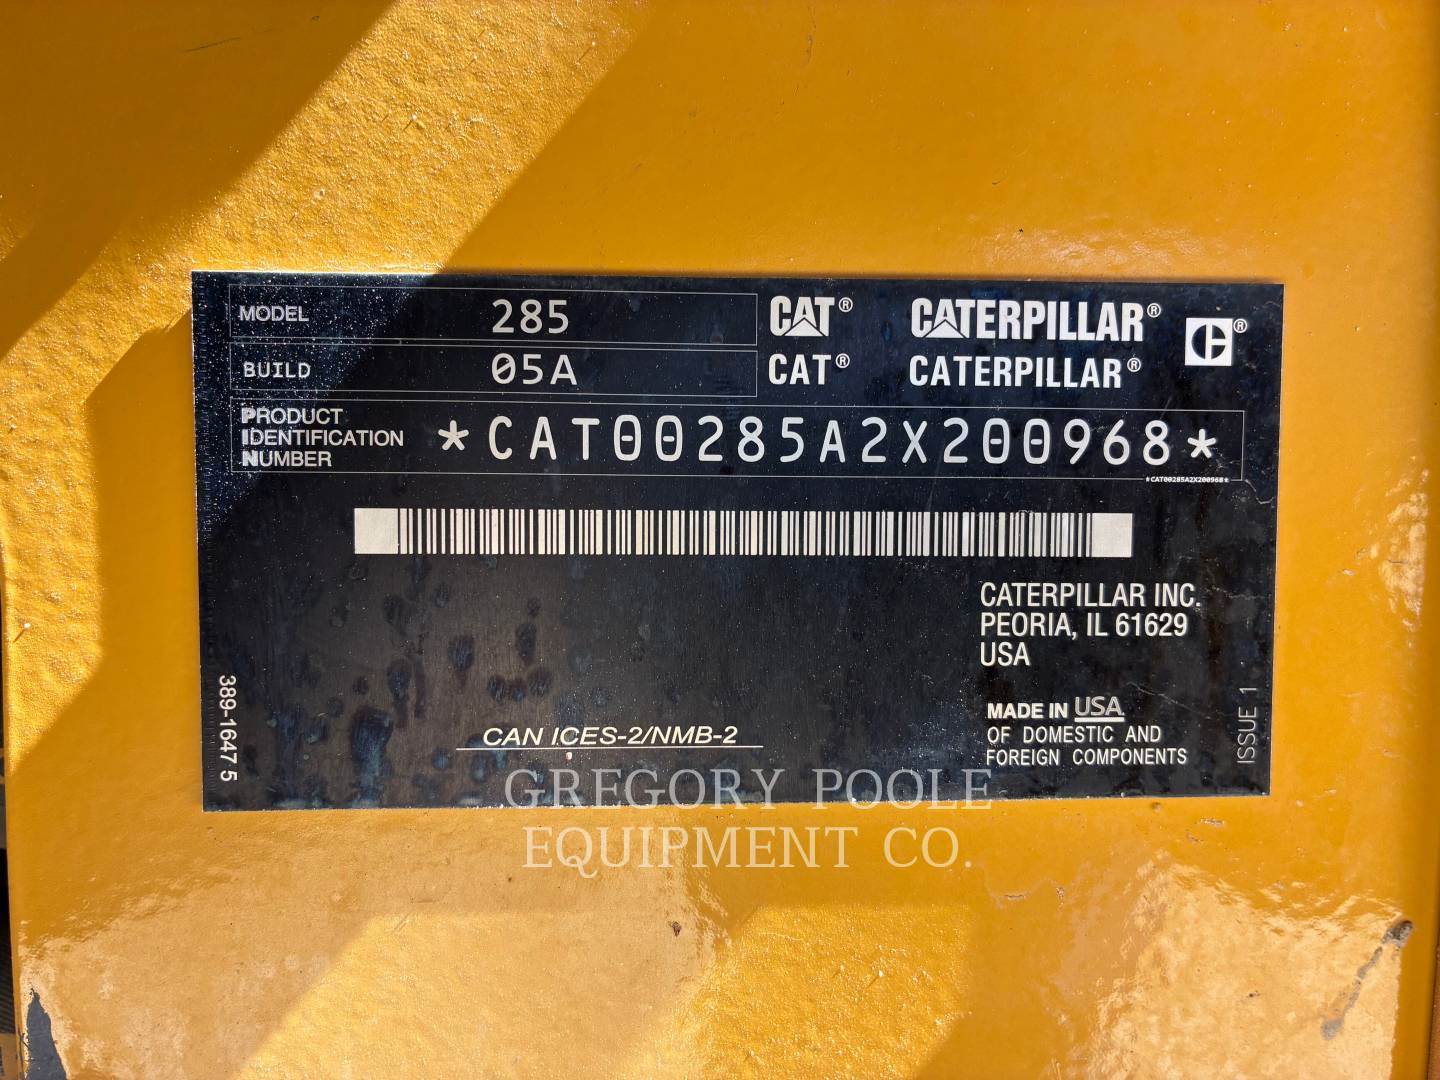 MODEL 285
BUILD 05A
CAT® CATERPILLAR®
CAT® CATERPILLAR®
C®
PRODUCT
IDENTIFICATION
NUMBER
*CAT00285A2X200968*
*CAT00285A2X200968*
CATERPILLAR INC.
PEORIA, IL 61629
USA
MADE IN USA
OF DOMESTIC AND
FOREIGN COMPONENTS
CAN ICES-2/NMB-2
389-1647 5
ISSUE 1
GREGORY POOLE
EQUIPMENT CO.